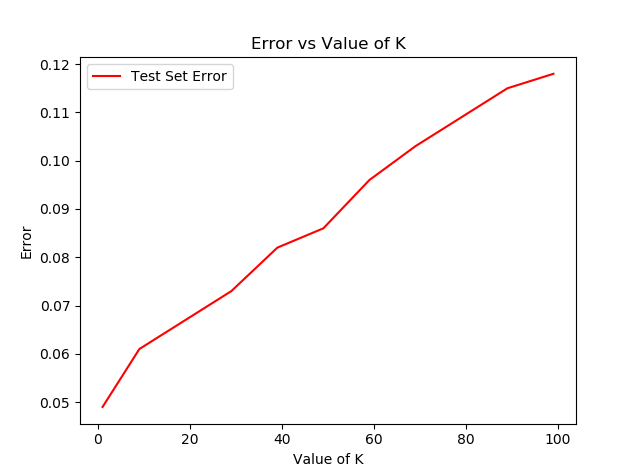 Error vs Value of K
Test Set Error
0.12
0.11
0.10
0.09
0.08
0.07
0.06
0.05
Error
0 20 40 60 80 100
Value of K